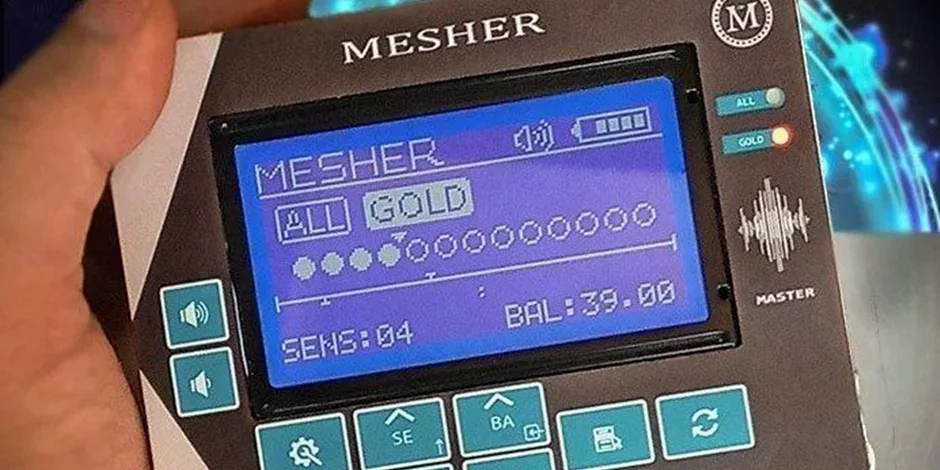 MESHER
M
ALL
GOLD
MESHER
ALL GOLD
SENS:04 BAL:39.00
MASTER
SE
BA